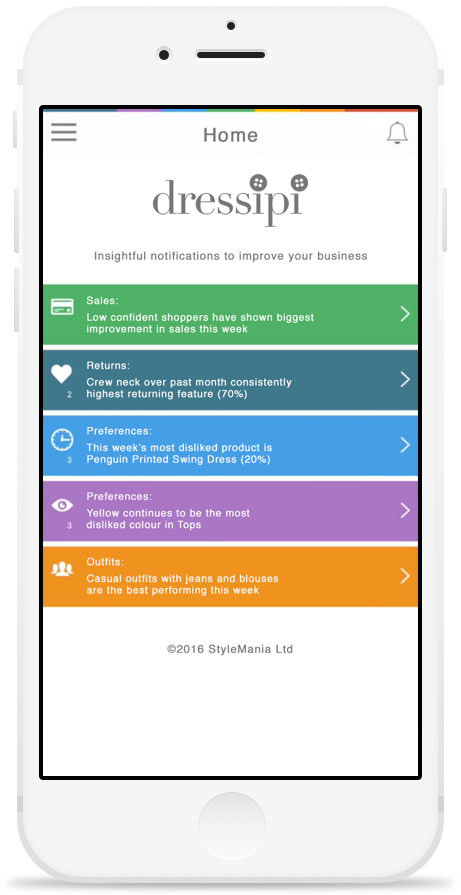 Home
dressipi
Insightful notifications to improve your business
Sales:
Low confident shoppers have shown biggest
improvement in sales this week
Returns:
Crew neck over past month consistently
highest returning feature (70%)
2
Preferences:
This week's most disliked product is
Penguin Printed Swing Dress (20%)
3
Preferences:
Yellow continues to be the most
disliked colour in Tops
3
Outfits:
Casual outfits with jeans and blouses
are the best performing this week
©2016 StyleMania Ltd